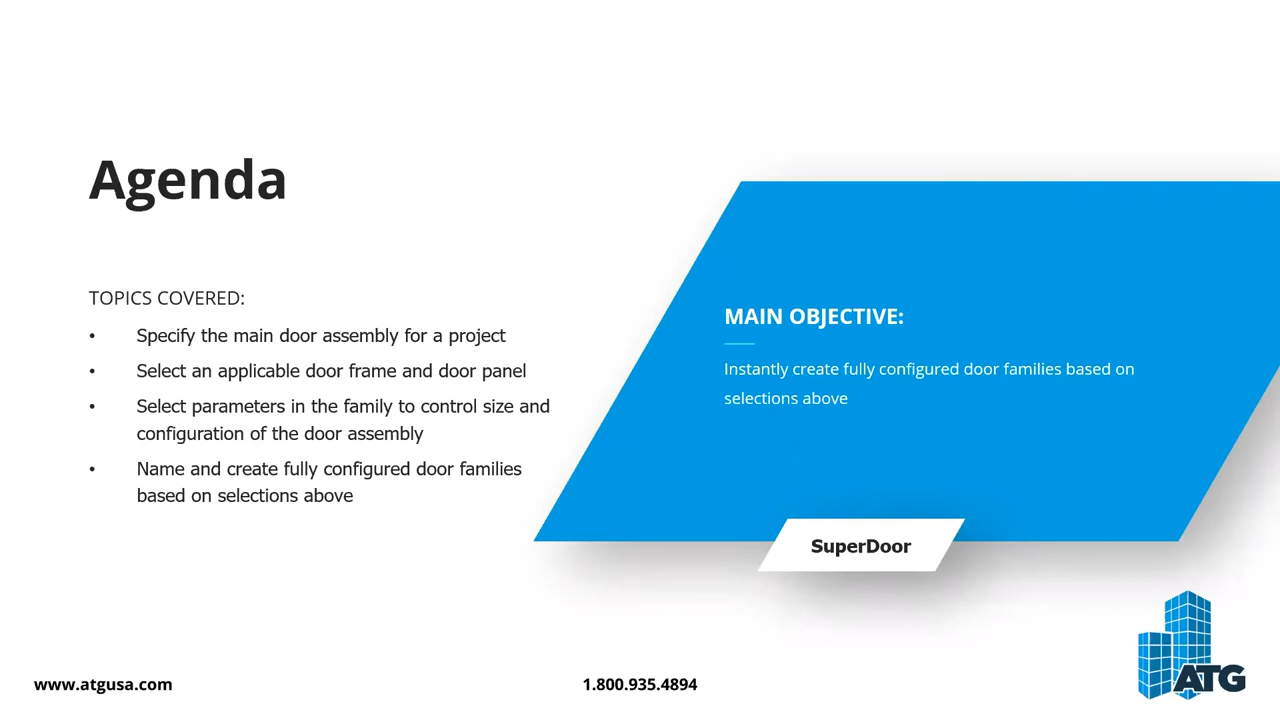 Agenda
TOPICS COVERED:
• Specify the main door assembly for a project
• Select an applicable door frame and door panel
• Select parameters in the family to control size and
configuration of the door assembly
• Name and create fully configured door families
based on selections above
MAIN OBJECTIVE:
Instantly create fully configured door families based on
selections above
SuperDoor
www.atgusa.com
1.800.935.4894
ATG